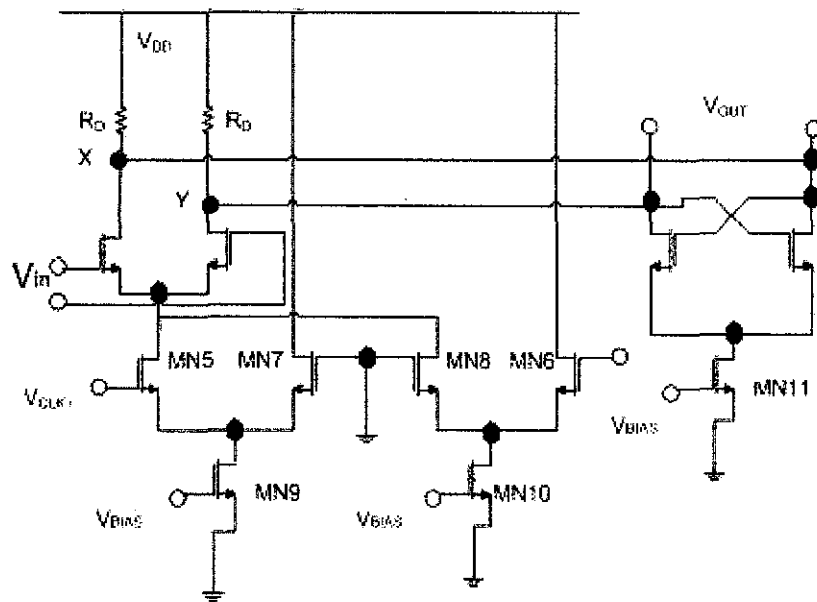 VDD
RD RD
VOUT
X
Y
Vin
MN5 MN7 MN8 MN6
VCLK+
MN11
VBIAS
MN9 MN10
VBIAS VBIAS